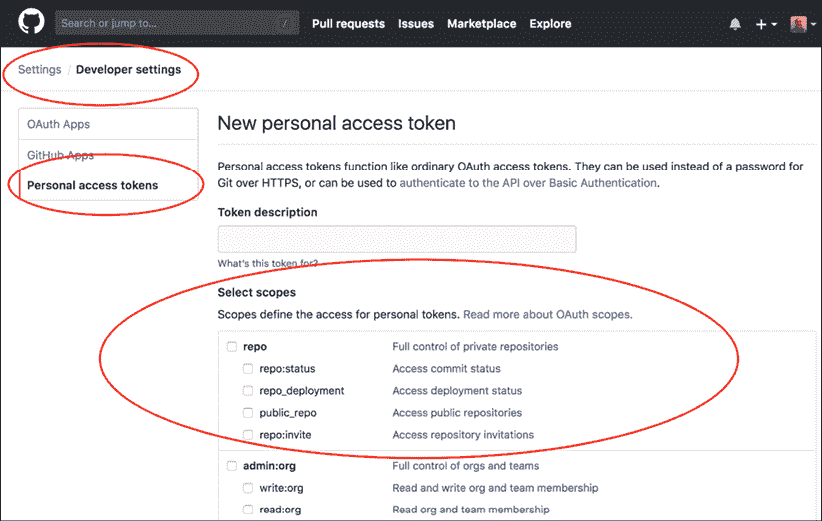 Search or jump to... /
Pull requests Issues Marketplace Explore
Settings / Developer settings
OAuth Apps
GitHub Apps
Personal access tokens
New personal access token
Personal access tokens function like ordinary OAuth access tokens. They can be used instead of a password for
Git over HTTPS, or can be used to authenticate to the API over Basic Authentication.
Token description
What's this token for?
Select scopes
Scopes define the access for personal tokens. Read more about OAuth scopes.
repo Full control of private repositories
repo:status Access commit status
repo_deployment Access deployment status
public_repo Access public repositories
repo:invite Access repository invitations
admin:org Full control of orgs and teams
write:org Read and write org and team membership
read:org Read org and team membership